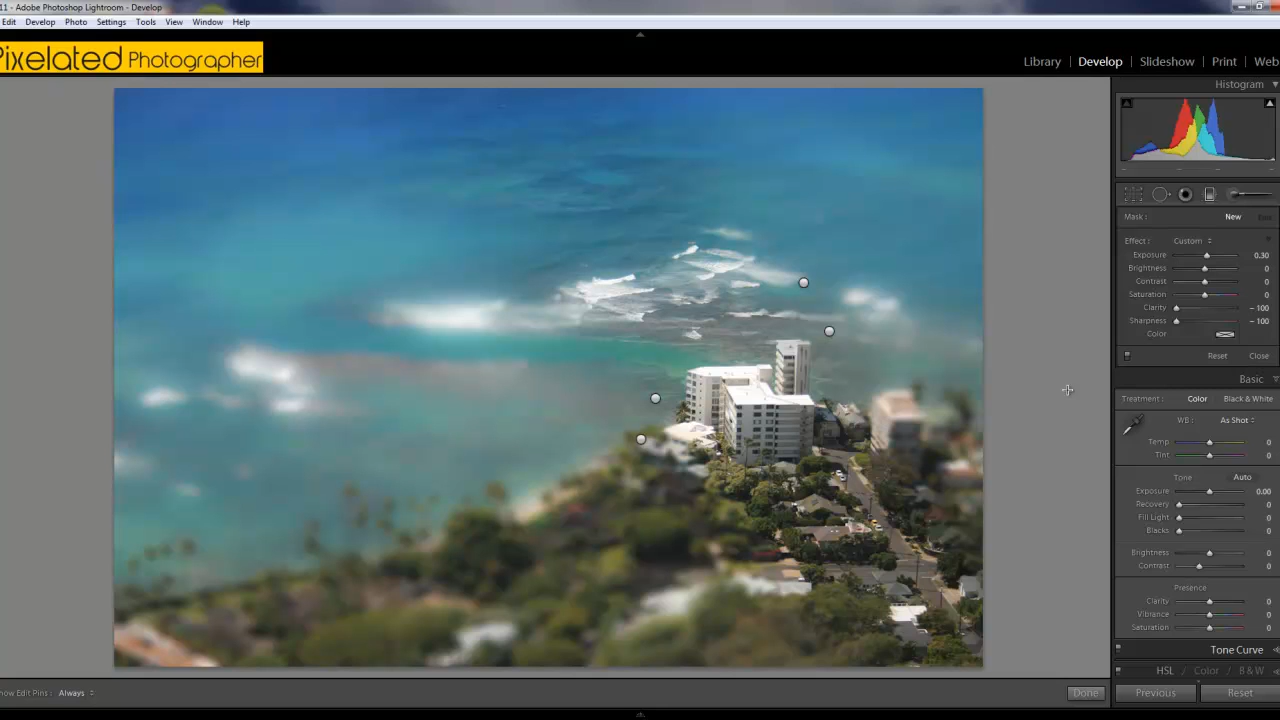 11 - Adobe Photoshop Lightroom - Develop
Edit Develop Photo Settings Tools View Window Help
Pixelated Photographer
Library | Develop | Slideshow | Print | Web
Histogram
Mask : New
Effect : Custom
Exposure 0.30
Brightness 0
Contrast 0
Saturation 0
Clarity - 100
Sharpness - 100
Color
Reset Close
Basic
Treatment : Color Black & White
WB : As Shot
Temp 0
Tint 0
Tone Auto
Exposure 0.00
Recovery 0
Fill Light 0
Blacks 0
Brightness 0
Contrast 0
Presence
Clarity 0
Vibrance 0
Saturation 0
Tone Curve
HSL / Color / B & W
how Edit Pins : Always
Done
Previous Reset